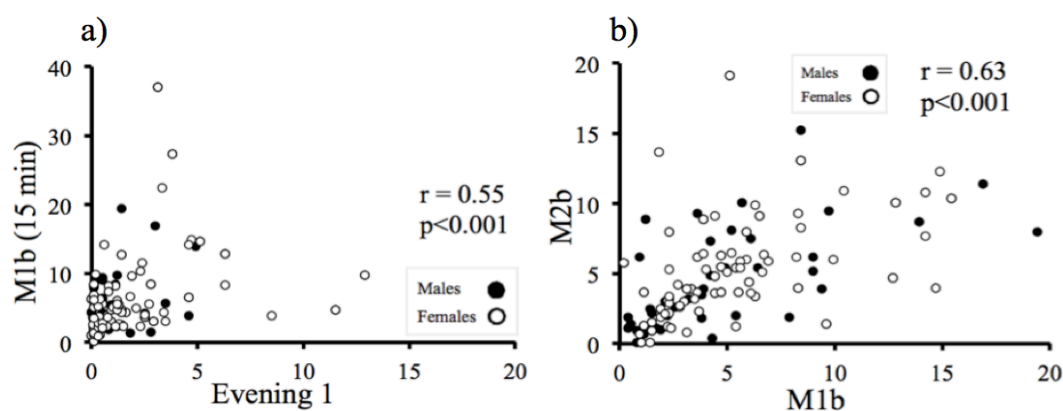 a)
40
30
20
10
0
M1b (15 min)
r = 0.55
p<0.001
Males
Females
0 5 10 15 20
Evening 1
b)
20
15
10
5
0
M2b
Males
Females
r = 0.63
p<0.001
0 5 10 15 20
M1b